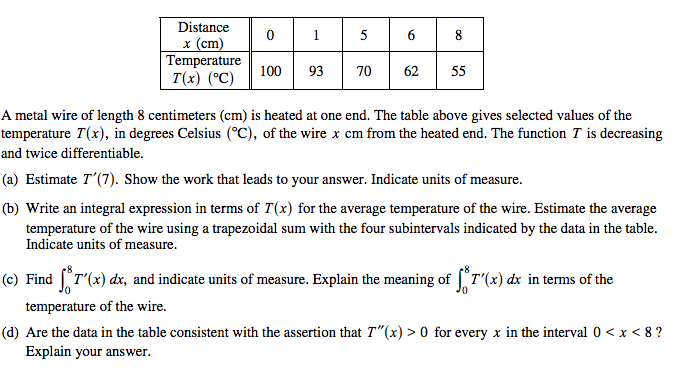 Distance
x (cm)
0 1 5 6 8
Temperature
T(x) (°C)
100 93 70 62 55
A metal wire of length 8 centimeters (cm) is heated at one end. The table above gives selected values of the
temperature T(x), in degrees Celsius (°C), of the wire x cm from the heated end. The function T is decreasing
and twice differentiable.
(a) Estimate T′(7). Show the work that leads to your answer. Indicate units of measure.
(b) Write an integral expression in terms of T(x) for the average temperature of the wire. Estimate the average
temperature of the wire using a trapezoidal sum with the four subintervals indicated by the data in the table.
Indicate units of measure.
(c) Find ∫₀⁸ T′(x) dx, and indicate units of measure. Explain the meaning of ∫₀⁸ T′(x) dx in terms of the
temperature of the wire.
(d) Are the data in the table consistent with the assertion that T″(x) > 0 for every x in the interval 0 < x < 8 ?
Explain your answer.